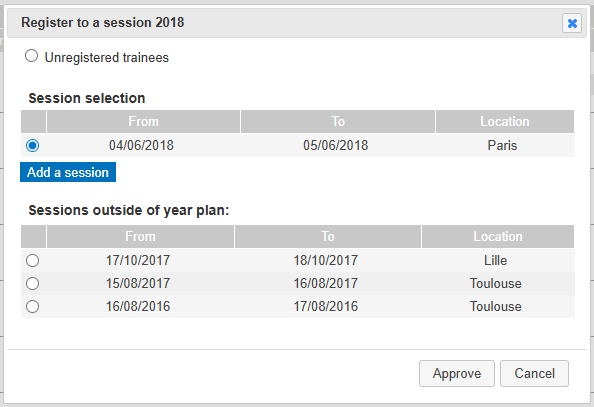 Register to a session 2018
Unregistered trainees
Session selection
From To Location
04/06/2018 05/06/2018 Paris
Add a session
Sessions outside of year plan:
From To Location
17/10/2017 18/10/2017 Lille
15/08/2017 16/08/2017 Toulouse
16/08/2016 17/08/2016 Toulouse
Approve Cancel